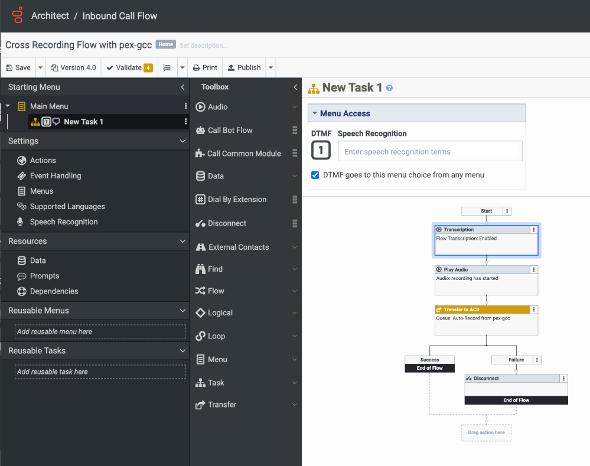 Architect / Inbound Call Flow
Cross Recording Flow with pex-gcc Home Set description...
Save Version 4.0 Validate 4 Print Publish
Starting Menu
Main Menu
1 New Task 1
Settings
Actions
Event Handling
Menus
Supported Languages
Speech Recognition
Resources
Data
Prompts
Dependencies
Reusable Menus
Add reusable menu here
Reusable Tasks
Add reusable task here
Toolbox
Audio
Call Bot Flow
Call Common Module
Data
Dial By Extension
Disconnect
External Contacts
Find
Flow
Logical
Loop
Menu
Task
Transfer
New Task 1
Menu Access
DTMF Speech Recognition
1 Enter speech recognition terms
DTMF goes to this menu choice from any menu
Start
Transcription
Flow Transcription: Enabled
Play Audio
Audio: recording has started
Transfer to ACD
Queue: Auto-Record from pex-gcc
Success Failure
End of Flow
Disconnect
End of Flow
Drag action here